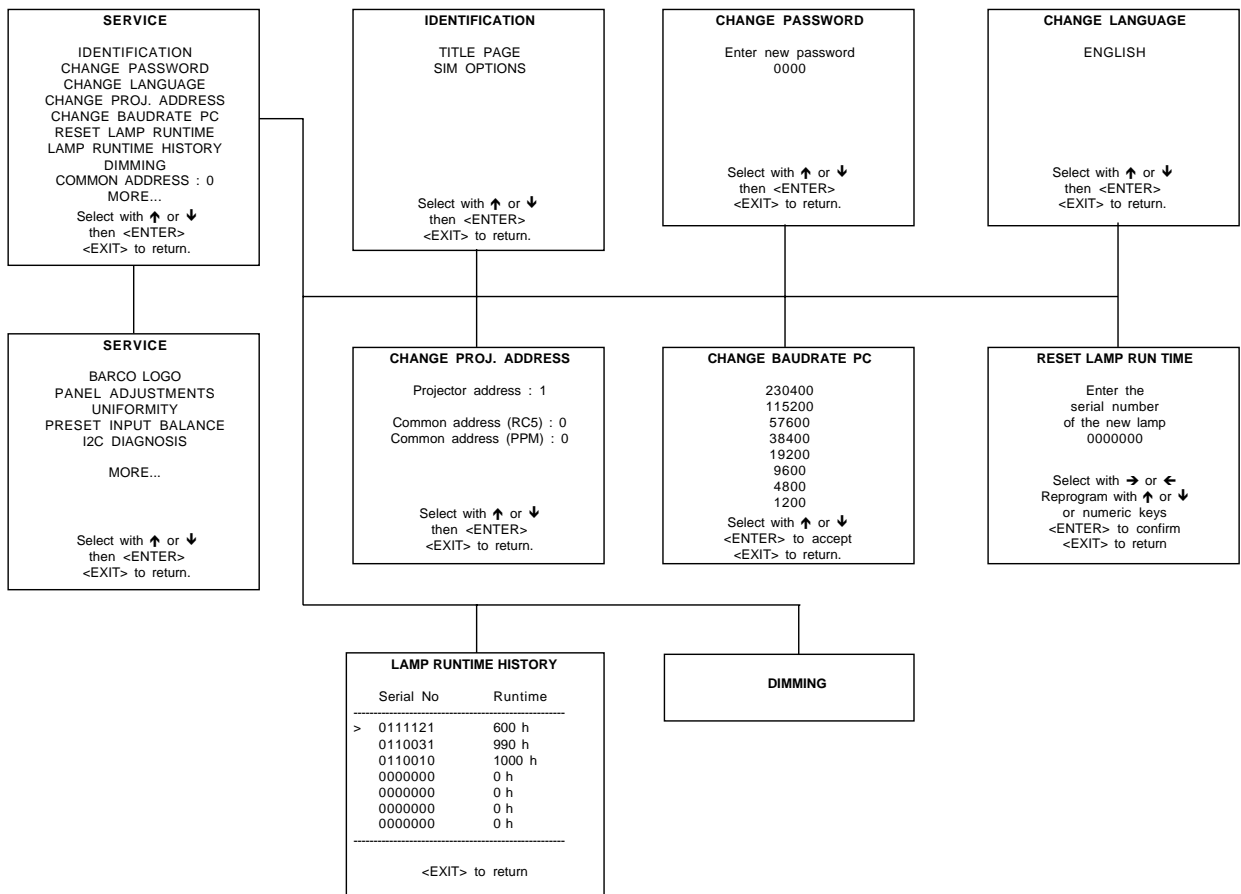 SERVICE
IDENTIFICATION
CHANGE PASSWORD
CHANGE LANGUAGE
CHANGE PROJ. ADDRESS
CHANGE BAUDRATE PC
RESET LAMP RUNTIME
LAMP RUNTIME HISTORY
DIMMING
COMMON ADDRESS : 0
MORE...
Select with ↑ or ↓
then <ENTER>
<EXIT> to return.
IDENTIFICATION
TITLE PAGE
SIM OPTIONS
Select with ↑ or ↓
then <ENTER>
<EXIT> to return.
CHANGE PASSWORD
Enter new password
0000
Select with ↑ or ↓
then <ENTER>
<EXIT> to return.
CHANGE LANGUAGE
ENGLISH
Select with ↑ or ↓
then <ENTER>
<EXIT> to return.
SERVICE
BARCO LOGO
PANEL ADJUSTMENTS
UNIFORMITY
PRESET INPUT BALANCE
I2C DIAGNOSIS
MORE...
Select with ↑ or ↓
then <ENTER>
<EXIT> to return.
CHANGE PROJ. ADDRESS
Projector address : 1
Common address (RC5) : 0
Common address (PPM) : 0
Select with ↑ or ↓
then <ENTER>
<EXIT> to return.
CHANGE BAUDRATE PC
230400
115200
57600
38400
19200
9600
4800
1200
Select with ↑ or ↓
<ENTER> to accept
<EXIT> to return.
RESET LAMP RUN TIME
Enter the
serial number
of the new lamp
0000000
Select with → or ←
Reprogram with ↑ or ↓
or numeric keys
<ENTER> to confirm
<EXIT> to return
LAMP RUNTIME HISTORY
Serial No Runtime
> 0111121 600 h
0110031 990 h
0110010 1000 h
0000000 0 h
0000000 0 h
0000000 0 h
0000000 0 h
<EXIT> to return
DIMMING